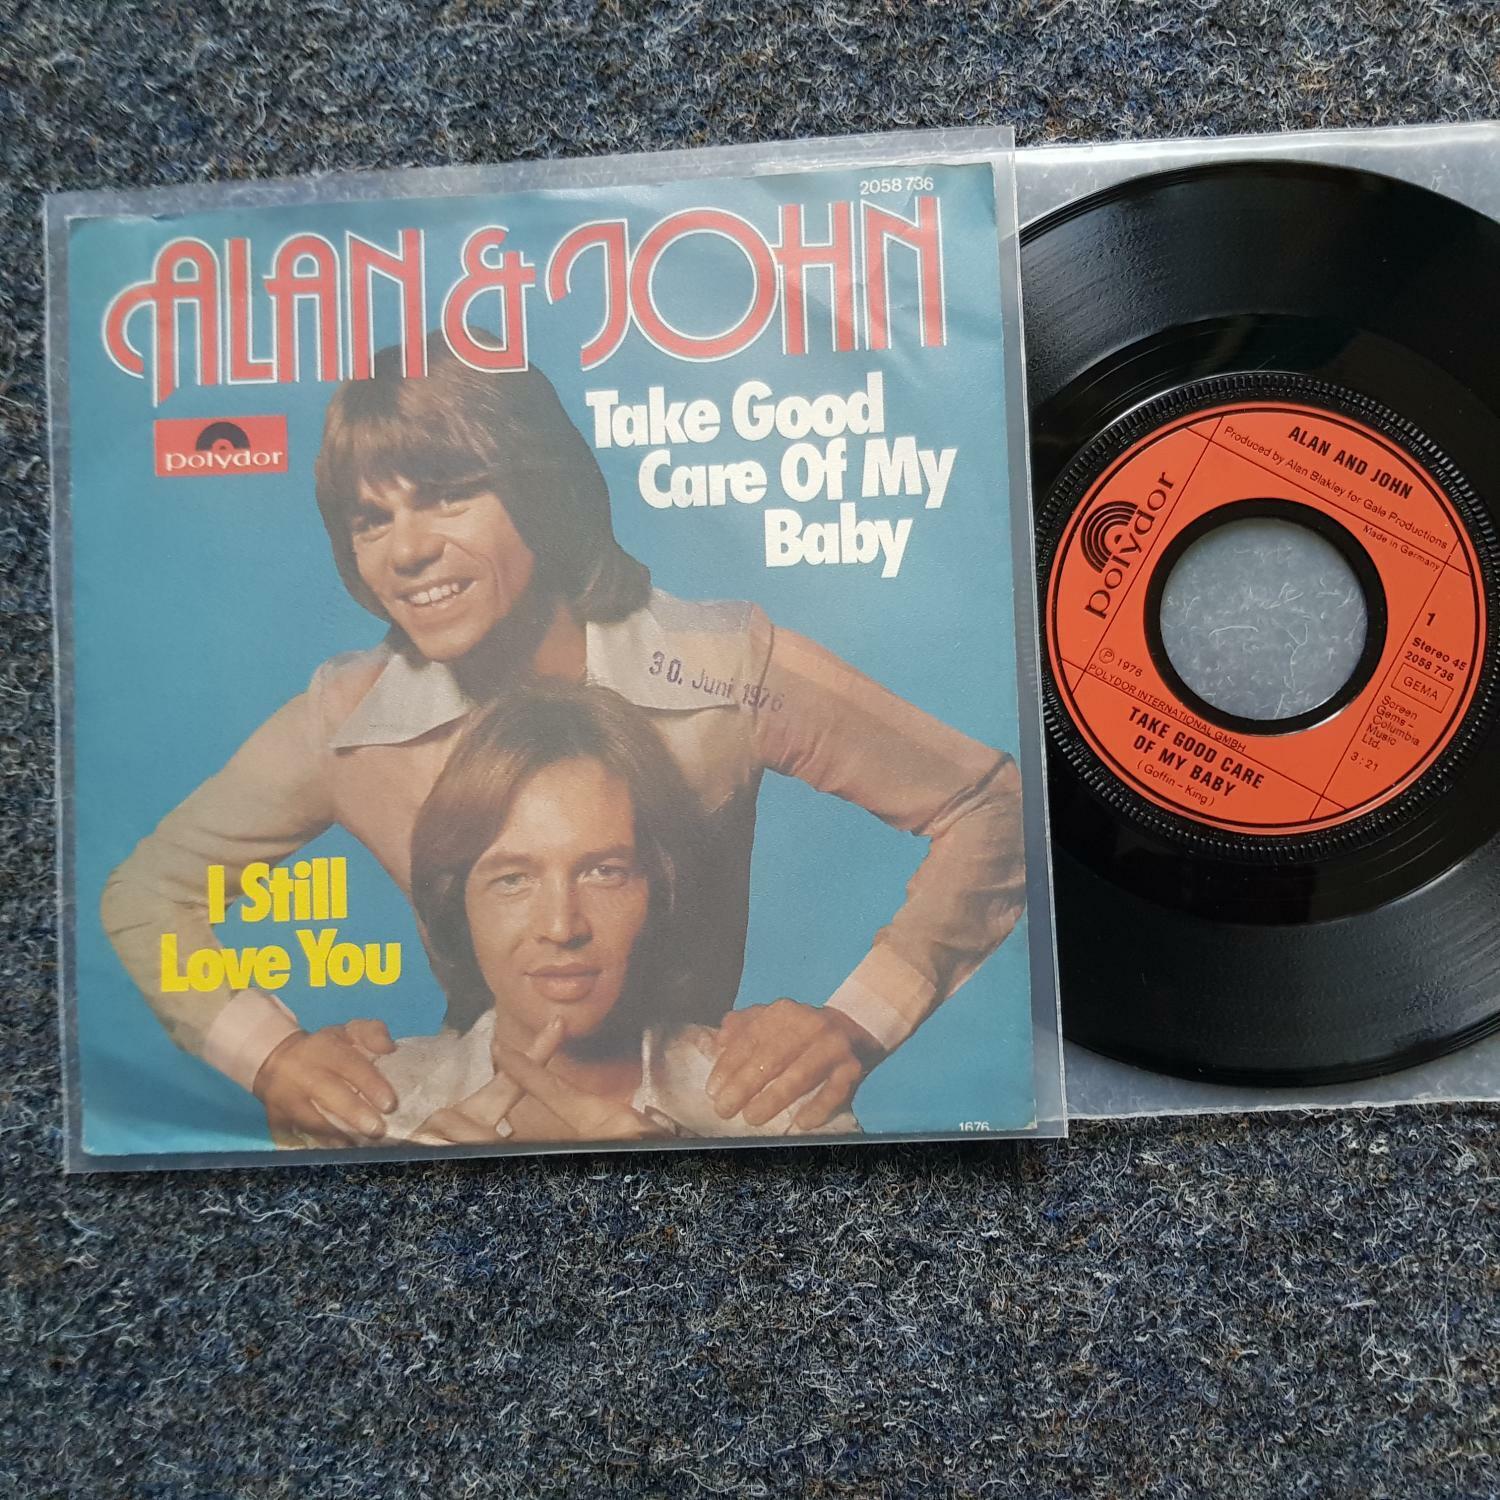 2058 736
ALAN & JOHN
polydor
Take Good
Care Of My
Baby
30. Juni 1976
I Still
Love You
1676
ALAN AND JOHN
Produced by Alan Blakley for Gale Productions
Made in Germany
polydor
1
Stereo 45
2058 736
GEMA
Screen
Gems -
Columbia
Music
Ltd.
3:21
℗ 1976
POLYDOR INTERNATIONAL GMBH
TAKE GOOD CARE
OF MY BABY
( Goffin - King )